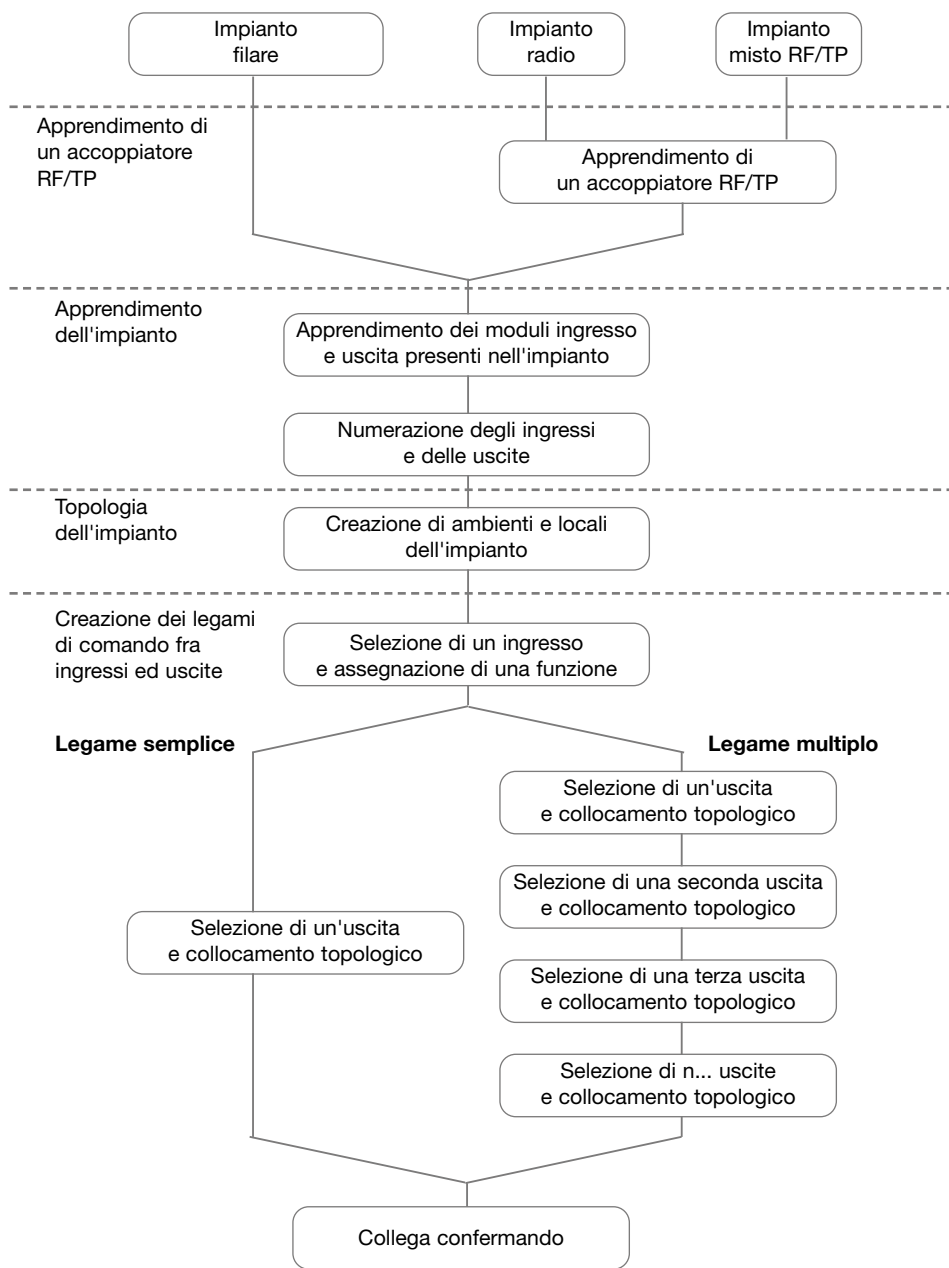 Impianto
filare
Impianto
radio
Impianto
misto RF/TP
Apprendimento di
un accoppiatore
RF/TP
Apprendimento di
un accoppiatore RF/TP
Apprendimento
dell'impianto
Apprendimento dei moduli ingresso
e uscita presenti nell'impianto
Numerazione degli ingressi
e delle uscite
Topologia
dell'impianto
Creazione di ambienti e locali
dell'impianto
Creazione dei legami
di comando fra
ingressi ed uscite
Selezione di un ingresso
e assegnazione di una funzione
Legame semplice
Legame multiplo
Selezione di un'uscita
e collocamento topologico
Selezione di un'uscita
e collocamento topologico
Selezione di una seconda uscita
e collocamento topologico
Selezione di una terza uscita
e collocamento topologico
Selezione di n... uscite
e collocamento topologico
Collega confermando